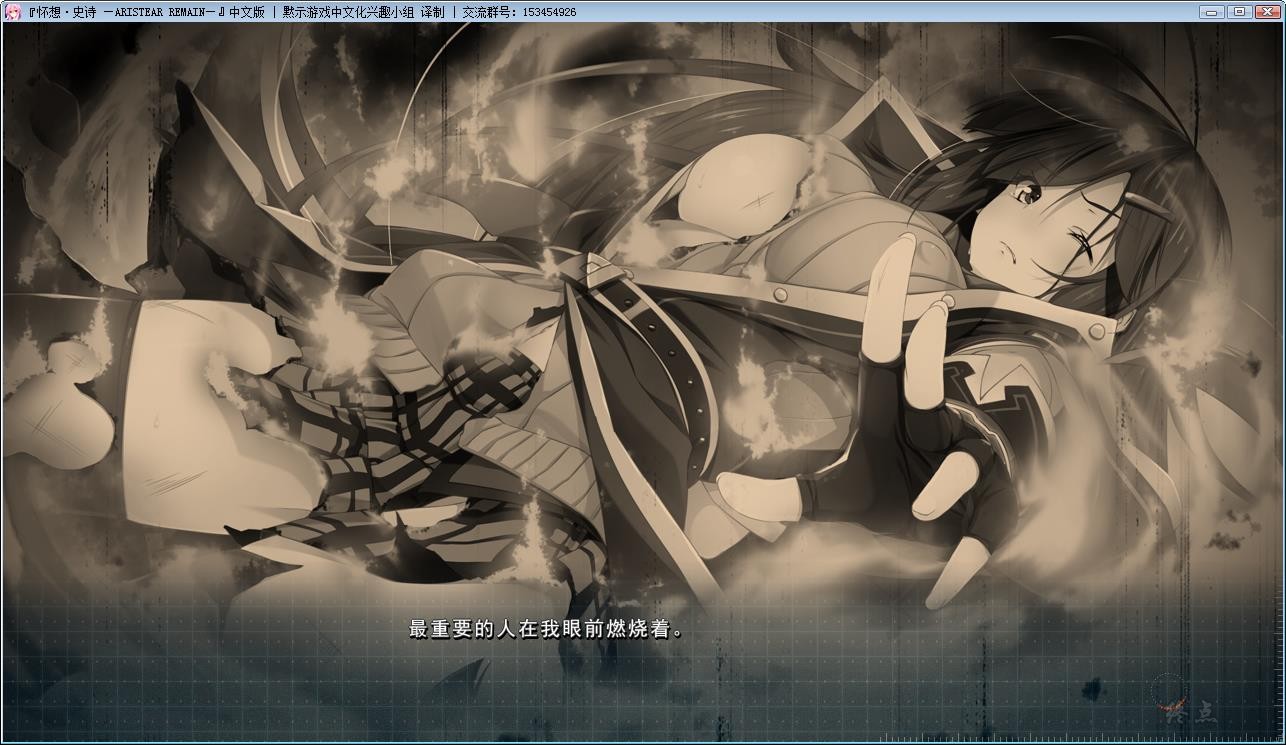 『怀想·史诗 －ARISTEAR REMAIN－』中文版 | 黙示游戏中文化兴趣小组 译制 | 交流群号: 153454926
最重要的人在我眼前燃烧着。
终点